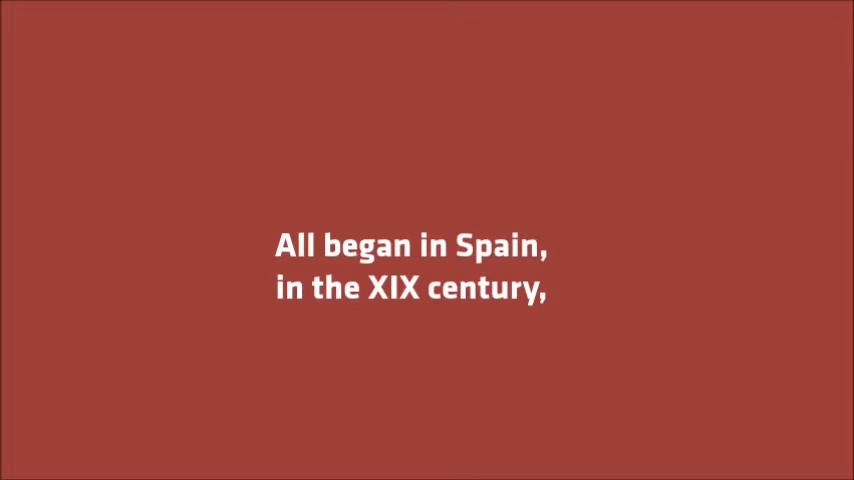 All began in Spain,
in the XIX century,